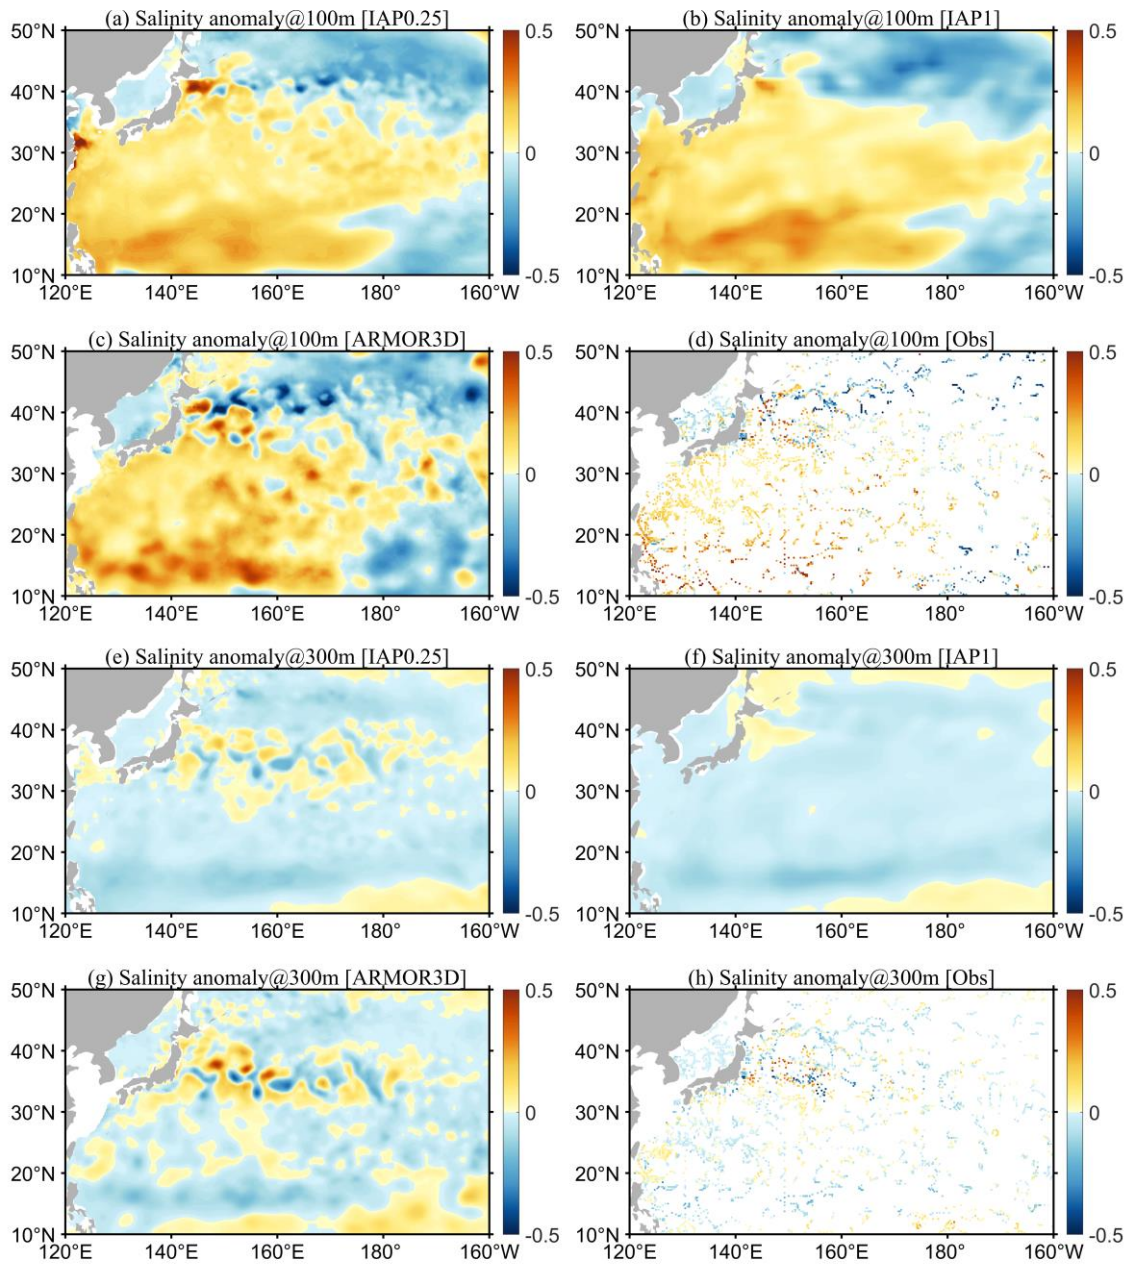 (a) Salinity anomaly@100m [IAP0.25]
50°N
40°N
30°N
20°N
10°N
120°E 140°E 160°E 180° 160°W
0.5
0
-0.5
(b) Salinity anomaly@100m [IAP1]
50°N
40°N
30°N
20°N
10°N
120°E 140°E 160°E 180° 160°W
0.5
0
-0.5
(c) Salinity anomaly@100m [ARMOR3D]
50°N
40°N
30°N
20°N
10°N
120°E 140°E 160°E 180° 160°W
0.5
0
-0.5
(d) Salinity anomaly@100m [Obs]
50°N
40°N
30°N
20°N
10°N
120°E 140°E 160°E 180° 160°W
0.5
0
-0.5
(e) Salinity anomaly@300m [IAP0.25]
50°N
40°N
30°N
20°N
10°N
120°E 140°E 160°E 180° 160°W
0.5
0
-0.5
(f) Salinity anomaly@300m [IAP1]
50°N
40°N
30°N
20°N
10°N
120°E 140°E 160°E 180° 160°W
0.5
0
-0.5
(g) Salinity anomaly@300m [ARMOR3D]
50°N
40°N
30°N
20°N
10°N
120°E 140°E 160°E 180° 160°W
0.5
0
-0.5
(h) Salinity anomaly@300m [Obs]
50°N
40°N
30°N
20°N
10°N
120°E 140°E 160°E 180° 160°W
0.5
0
-0.5